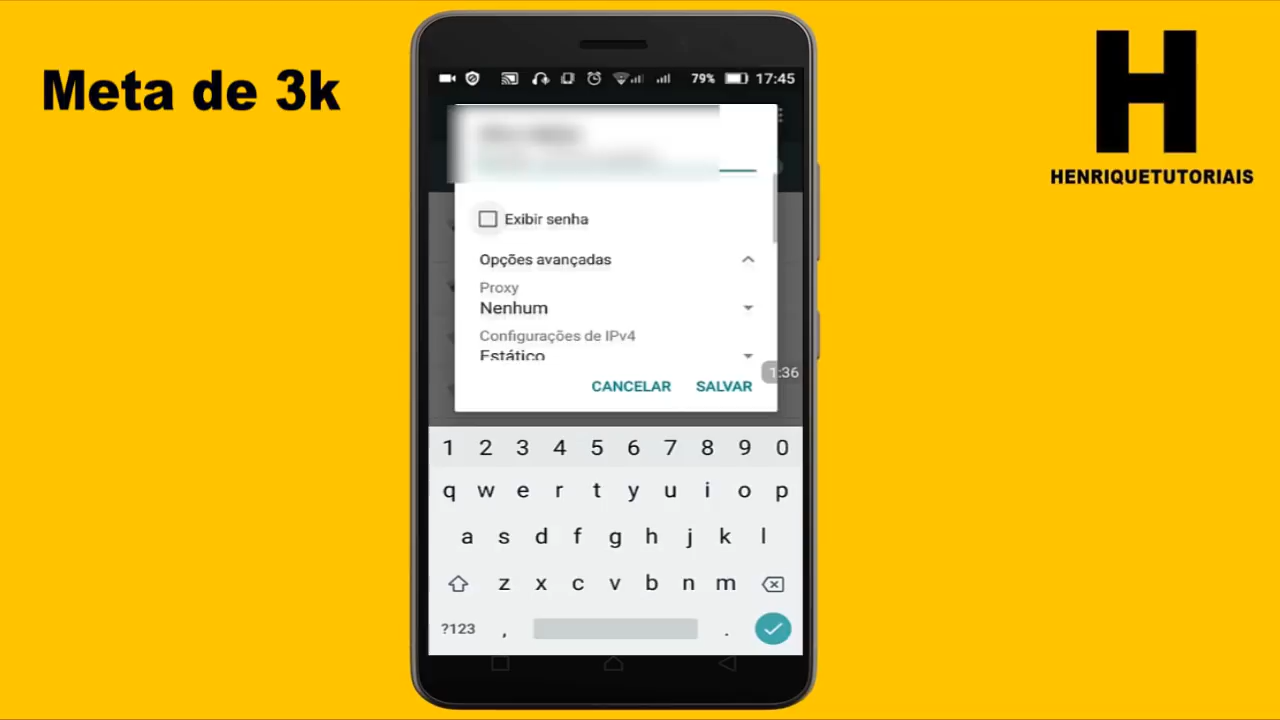 Meta de 3k
H
HENRIQUETUTORIAIS
79% 17:45
Exibir senha
Opções avançadas
Proxy
Nenhum
Configurações de IPv4
Estático
1:36
CANCELAR SALVAR
1 2 3 4 5 6 7 8 9 0
q w e r t y u i o p
a s d f g h j k l
z x c v b n m
?123 , .